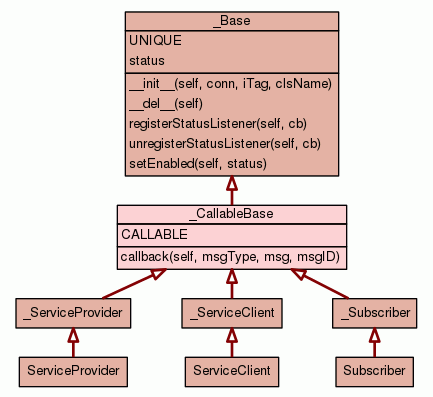 _Base
UNIQUE
status
__init__(self, conn, iTag, clsName)
__del__(self)
registerStatusListener(self, cb)
unregisterStatusListener(self, cb)
setEnabled(self, status)
_CallableBase
CALLABLE
callback(self, msgType, msg, msgID)
_ServiceProvider
_ServiceClient
_Subscriber
ServiceProvider
ServiceClient
Subscriber